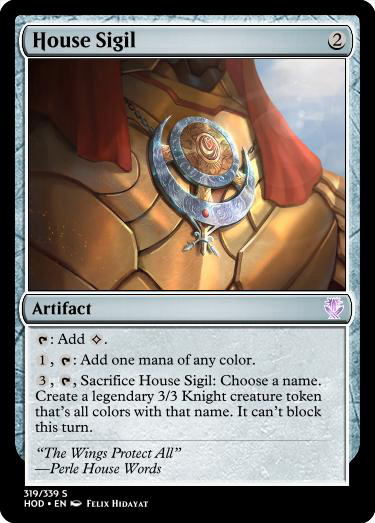 House Sigil 2
Artifact
: Add .
1, : Add one mana of any color.
3, , Sacrifice House Sigil: Choose a name.
Create a legendary 3/3 Knight creature token
that's all colors with that name. It can't block
this turn.
"The Wings Protect All"
—Perle House Words
319/339 S
HOD • EN Felix Hidayat